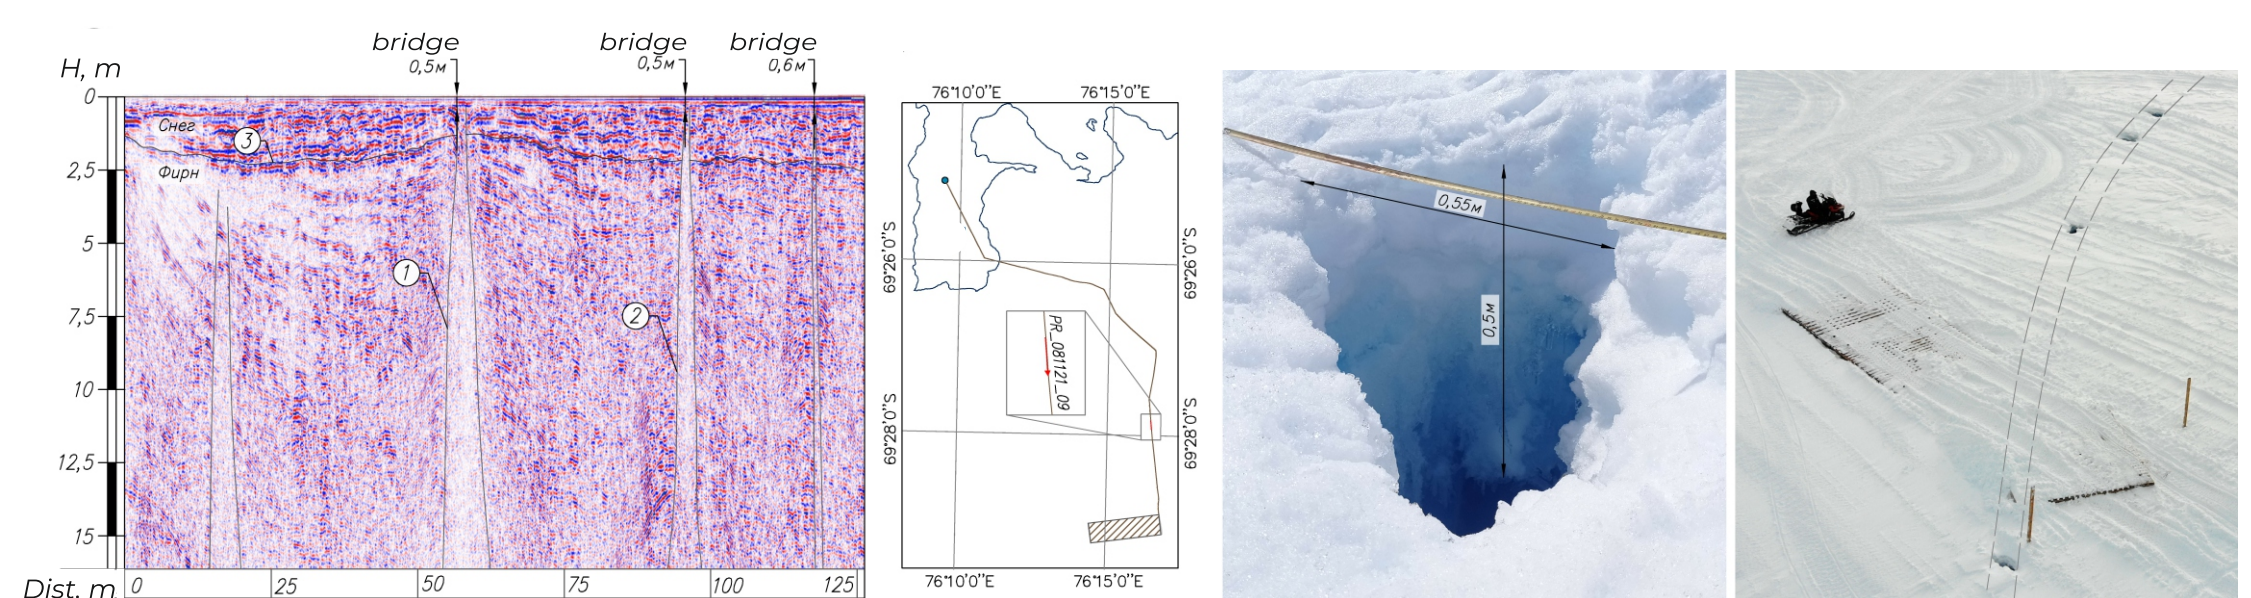 bridge bridge bridge
0,5м 0,5м 0,6м
H, m
0
Снег
3
2,5
Фирн
5
1
7,5
2
10
12,5
15
Dist. m 0 25 50 75 100 125
76°10'0"E 76°15'0"E
69°26'0"S 69°26'0"S
PR_081121_09
69°28'0"S 69°28'0"S
76°10'0"E 76°15'0"E
0,55м
0,5м